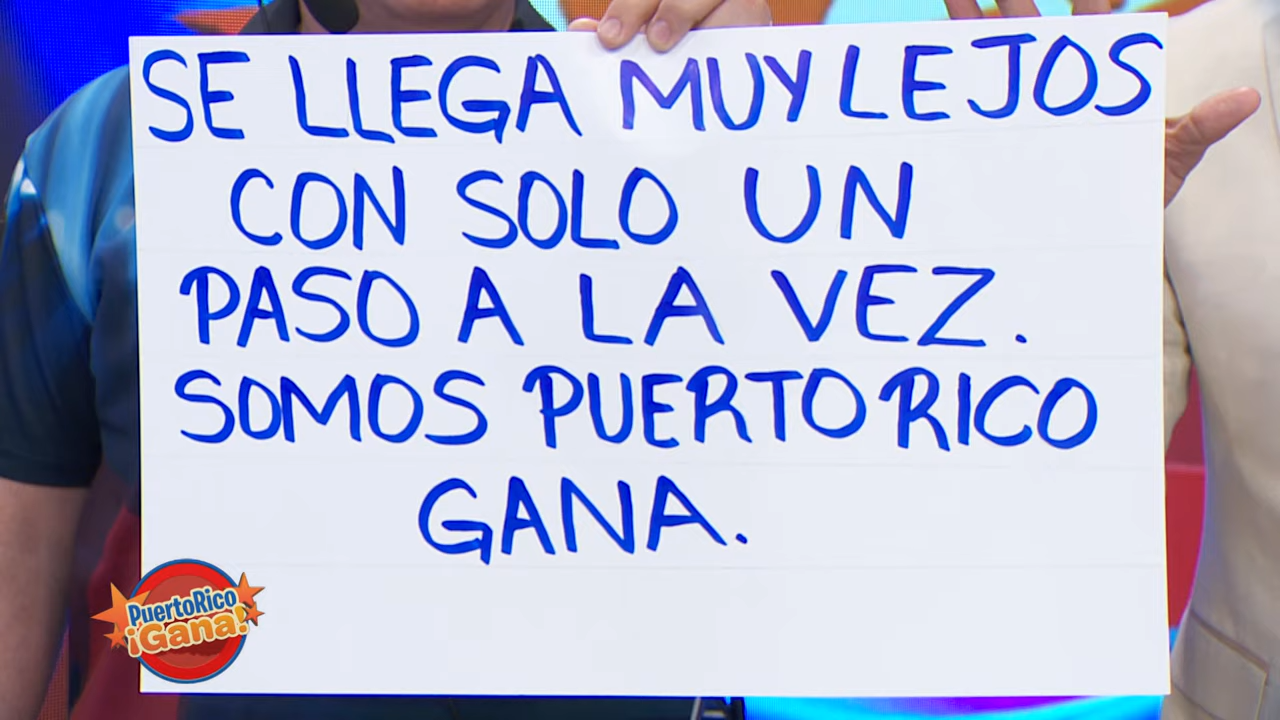 SE LLEGA MUY LEJOS
CON SOLO UN
PASO A LA VEZ.
SOMOS PUERTO RICO
GANA.
PuertoRico
¡Gana!